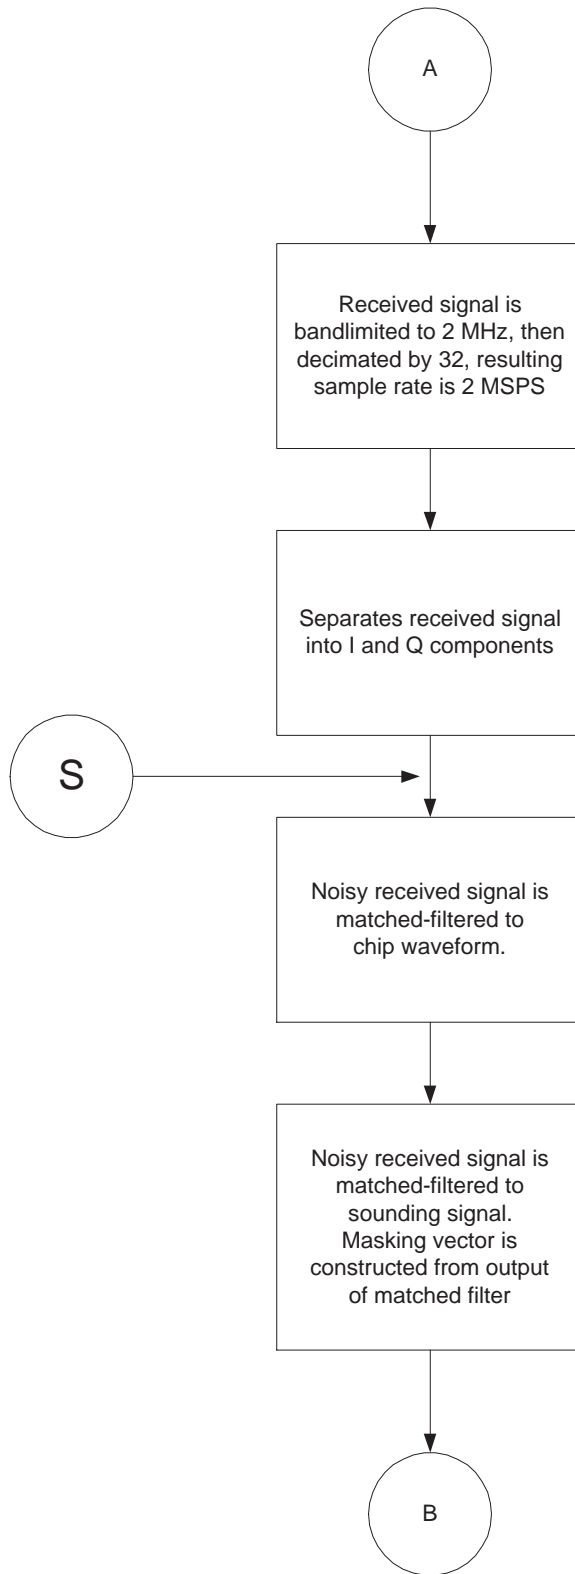 A
Received signal is
bandlimited to 2 MHz, then
decimated by 32, resulting
sample rate is 2 MSPS
Separates received signal
into I and Q components
S
Noisy received signal is
matched-filtered to
chip waveform.
Noisy received signal is
matched-filtered to
sounding signal.
Masking vector is
constructed from output
of matched filter
B